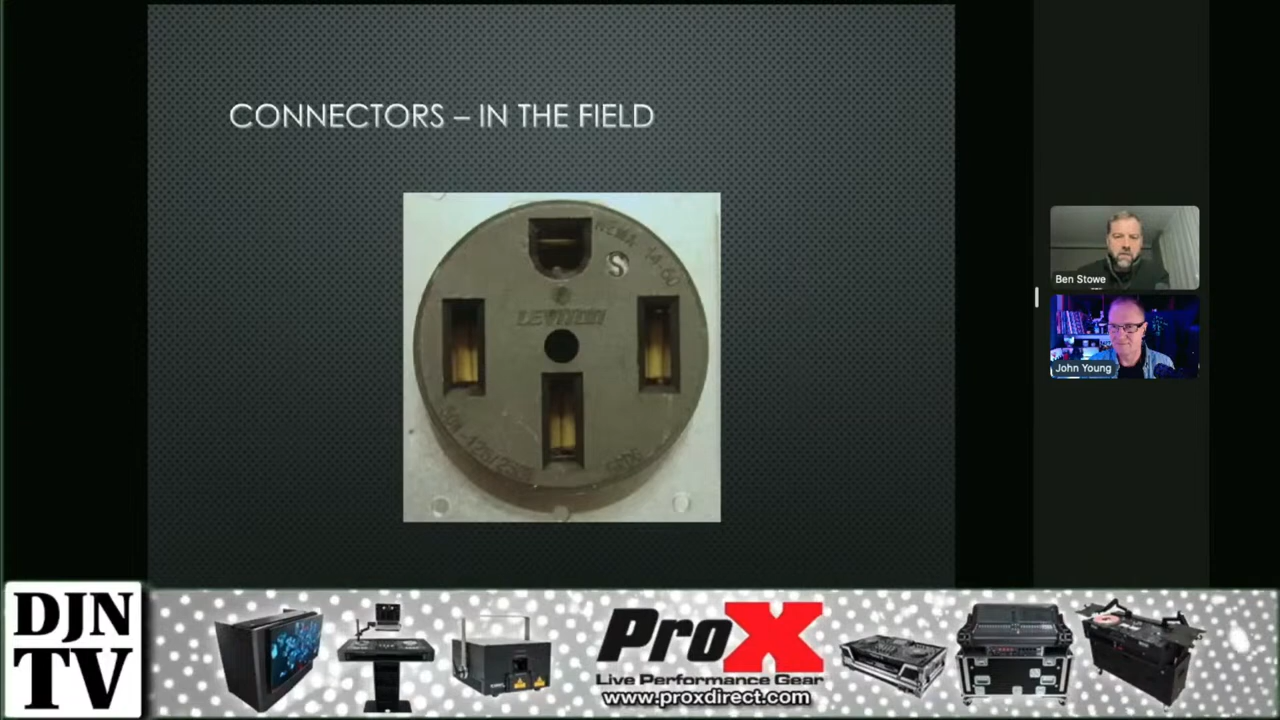 CONNECTORS – IN THE FIELD
NEMA 14-50
S
LEVITON
Ben Stowe
John Young
DJN
TV
ProX
Live Performance Gear
www.proxdirect.com